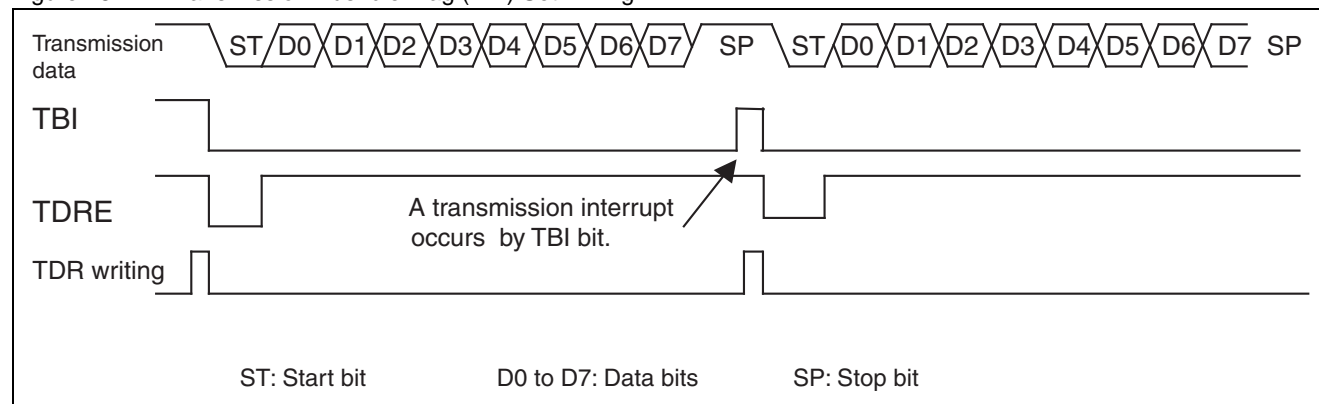 Transmission data
ST D0 D1 D2 D3 D4 D5 D6 D7 SP ST D0 D1 D2 D3 D4 D5 D6 D7 SP
TBI
A transmission interrupt
occurs by TBI bit.
TDRE
TDR writing
ST: Start bit D0 to D7: Data bits SP: Stop bit